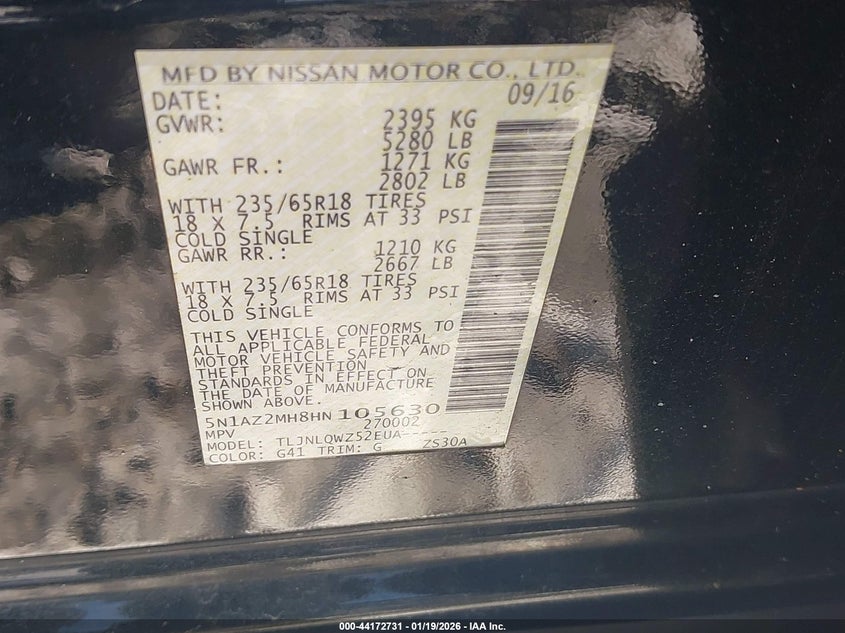 MFD BY NISSAN MOTOR CO., LTD.
DATE: 09/16
GVWR: 2395 KG
5280 LB
GAWR FR.: 1271 KG
2802 LB
WITH 235/65R18 TIRES
18 X 7.5 RIMS AT 33 PSI
COLD SINGLE
GAWR RR.: 1210 KG
2667 LB
WITH 235/65R18 TIRES
18 X 7.5 RIMS AT 33 PSI
COLD SINGLE
THIS VEHICLE CONFORMS TO
ALL APPLICABLE FEDERAL
MOTOR VEHICLE SAFETY AND
THEFT PREVENTION
STANDARDS IN EFFECT ON
THE DATE OF MANUFACTURE
SHOWN ABOVE.
5N1AZ2MH8HN105630
MPV 270002
MODEL: TLJNLQWZ52EUA-----
COLOR: G41 TRIM: G ZS30A
000-44172731 - 01/19/2026 - IAA Inc.